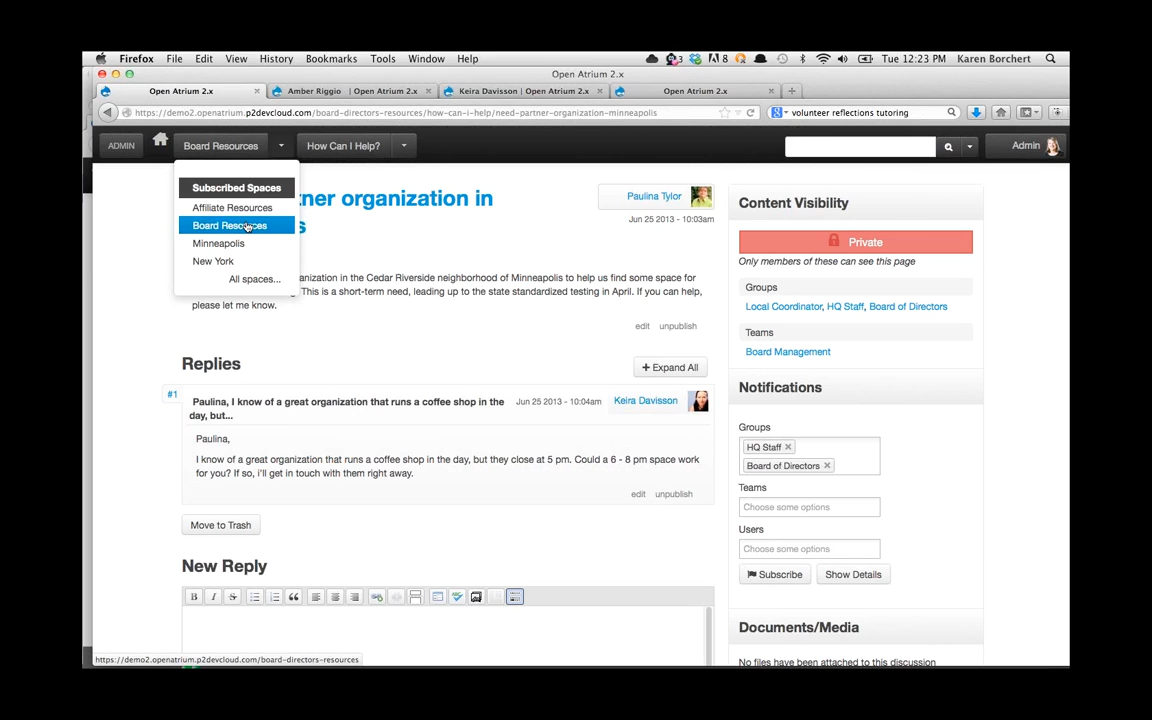 Firefox File Edit View History Bookmarks Tools Window Help 3 8 Tue 12:23 PM Karen Borchert
Open Atrium 2.x
Open Atrium 2.x Amber Riggio | Open Atrium 2.x Keira Davisson | Open Atrium 2.x Open Atrium 2.x
https://demo2.openatrium.p2devcloud.com/board-directors-resources/how-can-i-help/need-partner-organization-minneapolis volunteer reflections tutoring
ADMIN Board Resources How Can I Help? Admin
Subscribed Spaces
Affiliate Resources
Board Resources
Minneapolis
New York
All spaces...
ner organization in
s
Paulina Tylor
Jun 25 2013 - 10:03am
anization in the Cedar Riverside neighborhood of Minneapolis to help us find some space for
This is a short-term need, leading up to the state standardized testing in April. If you can help,
please let me know.
edit unpublish
Replies
+ Expand All
#1
Paulina, I know of a great organization that runs a coffee shop in the
day, but...
Jun 25 2013 - 10:04am
Keira Davisson
Paulina,
I know of a great organization that runs a coffee shop in the day, but they close at 5 pm. Could a 6 - 8 pm space work
for you? If so, i'll get in touch with them right away.
edit unpublish
Move to Trash
New Reply
B I S
https://demo2.openatrium.p2devcloud.com/board-directors-resources
Content Visibility
Private
Only members of these can see this page
Groups
Local Coordinator, HQ Staff, Board of Directors
Teams
Board Management
Notifications
Groups
HQ Staff
Board of Directors
Teams
Choose some options
Users
Choose some options
Subscribe Show Details
Documents/Media
No files have been attached to this discussion